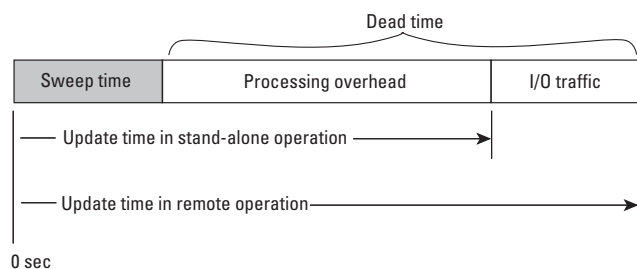 Dead time
Sweep time
Processing overhead
I/O traffic
Update time in stand-alone operation
Update time in remote operation
0 sec